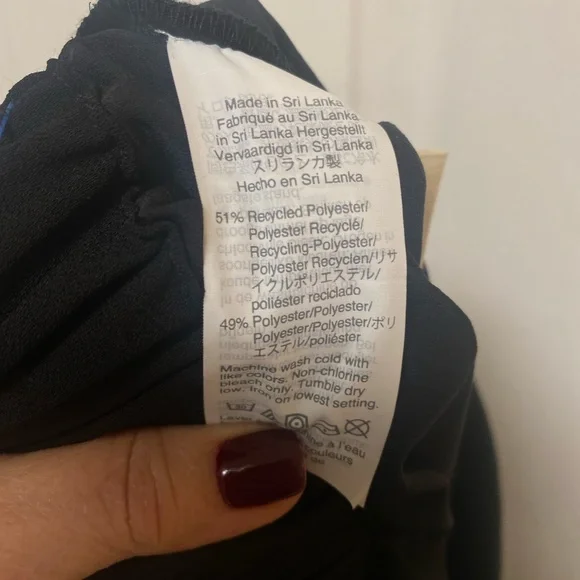 Made in Sri Lanka
Fabriqué au Sri Lanka
in Sri Lanka Hergestellt
Vervaardigd in Sri Lanka
スリランカ製
Hecho en Sri Lanka
51% Recycled Polyester/
Polyester Recyclé/
Recycling-Polyester/
Polyester Recyclen/リサ
イクルポリエステル/
poliéster reciclado
49% Polyester/Polyester/
Polyester/Polyester/ポリ
エステル/poliéster
Machine wash cold with
like colors. Non-chlorine
bleach only. Tumble dry
low. Iron on lowest setting.
à l'eau